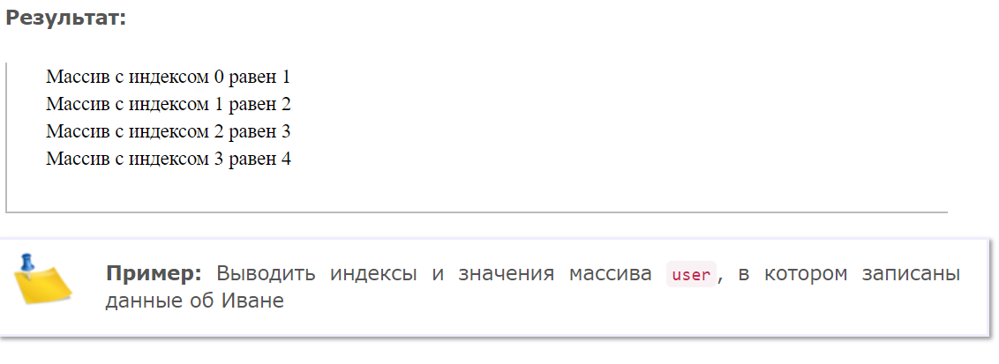 Результат:
Массив с индексом 0 равен 1
Массив с индексом 1 равен 2
Массив с индексом 2 равен 3
Массив с индексом 3 равен 4
Пример: Выводить индексы и значения массива user, в котором записаны
данные об Иване